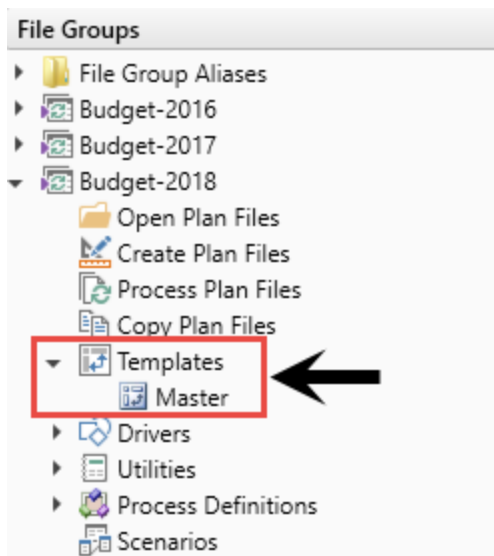 File Groups
File Group Aliases
Budget-2016
Budget-2017
Budget-2018
Open Plan Files
Create Plan Files
Process Plan Files
Copy Plan Files
Templates
Master
Drivers
Utilities
Process Definitions
Scenarios